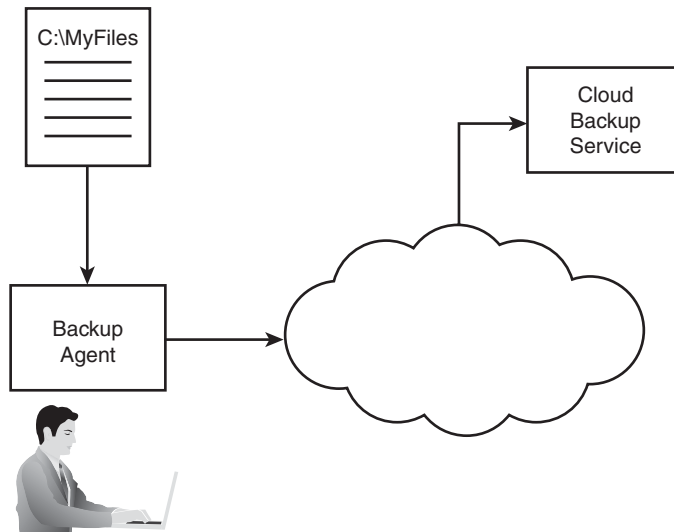 C:\MyFiles
Backup
Agent
Cloud
Backup
Service